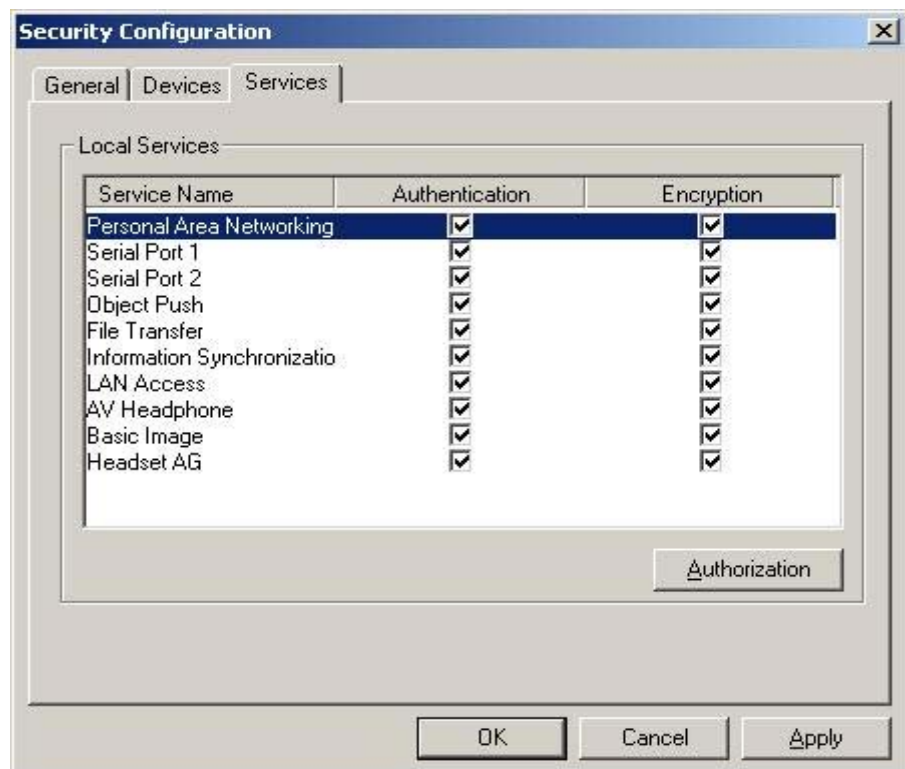 Security Configuration
General Devices Services
Local Services
Service Name Authentication Encryption
Personal Area Networking
Serial Port 1
Serial Port 2
Object Push
File Transfer
Information Synchronizatio
LAN Access
AV Headphone
Basic Image
Headset AG
Authorization
OK Cancel Apply